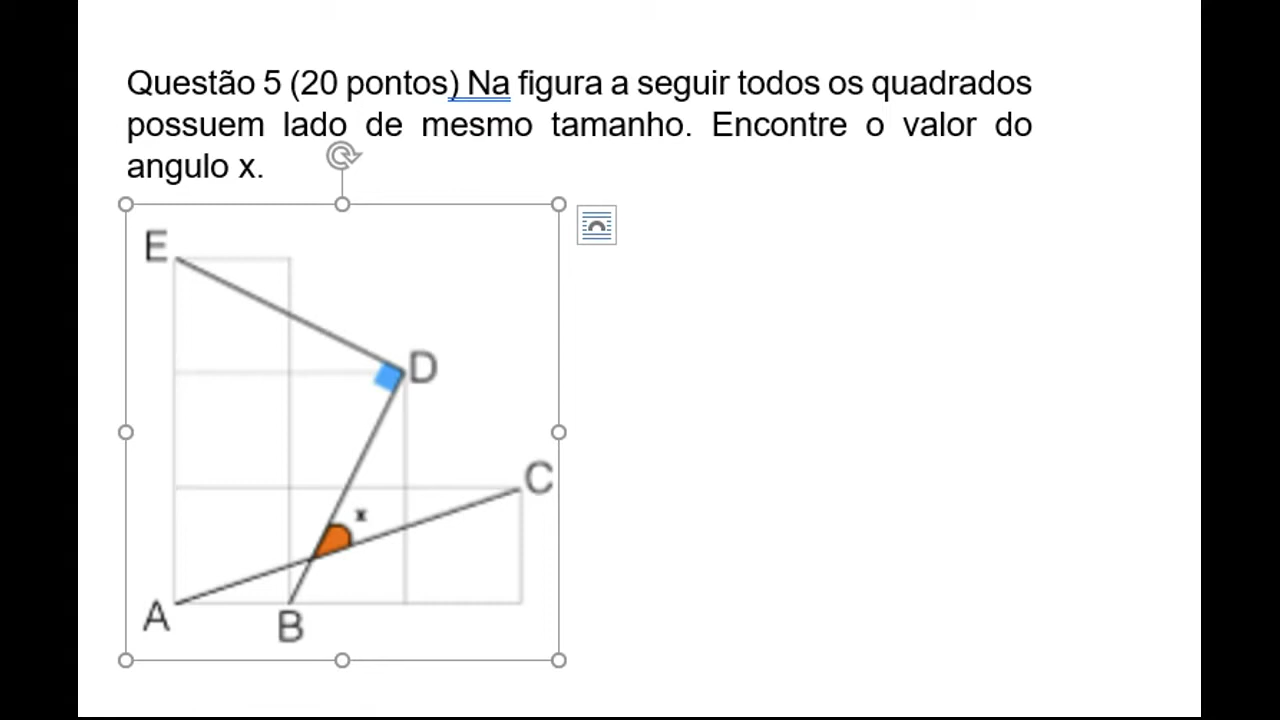 Questão 5 (20 pontos) Na figura a seguir todos os quadrados
possuem lado de mesmo tamanho. Encontre o valor do
angulo x.
E
D
C
x
A
B